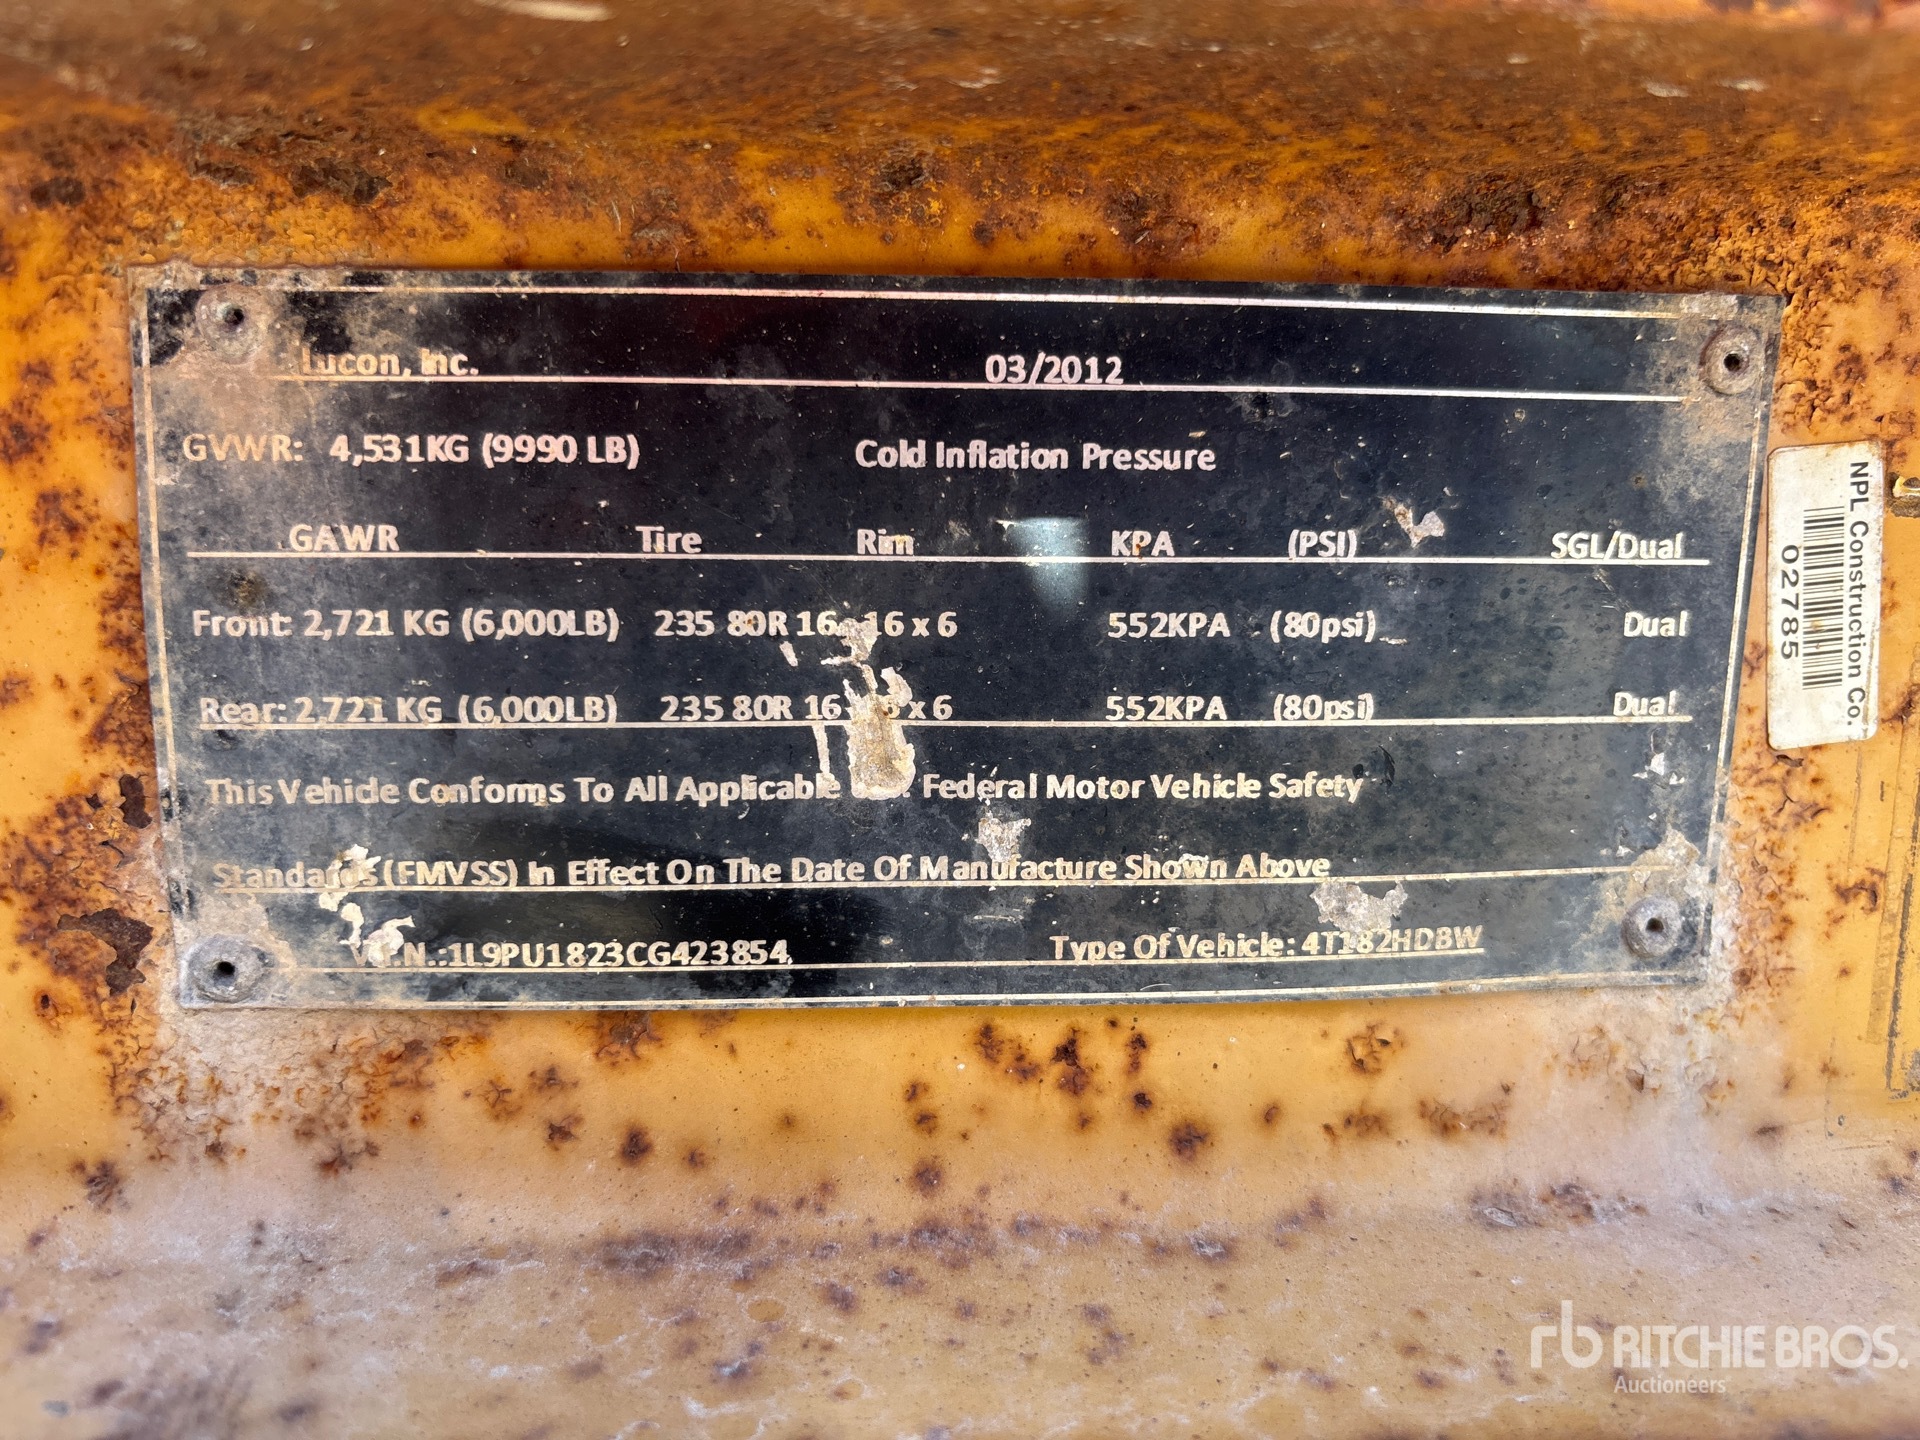 Lucon, Inc. 03/2012
GVWR: 4,531KG (9990 LB) Cold Inflation Pressure
GAWR Tire Rim KPA (PSI) SGL/Dual
Front: 2,721 KG (6,000LB) 235 80R 16 16 x 6 552KPA (80psi) Dual
Rear: 2,721 KG (6,000LB) 235 80R 16 x 6 552KPA (80psi) Dual
This Vehicle Conforms To All Applicable Federal Motor Vehicle Safety
Standards (FMVSS) In Effect On The Date Of Manufacture Shown Above
V.I.N.:1L9PU1823CG423854 Type Of Vehicle: 4T182HDBW
NPL Construction Co.
02785
rb RITCHIE BROS.
Auctioneers